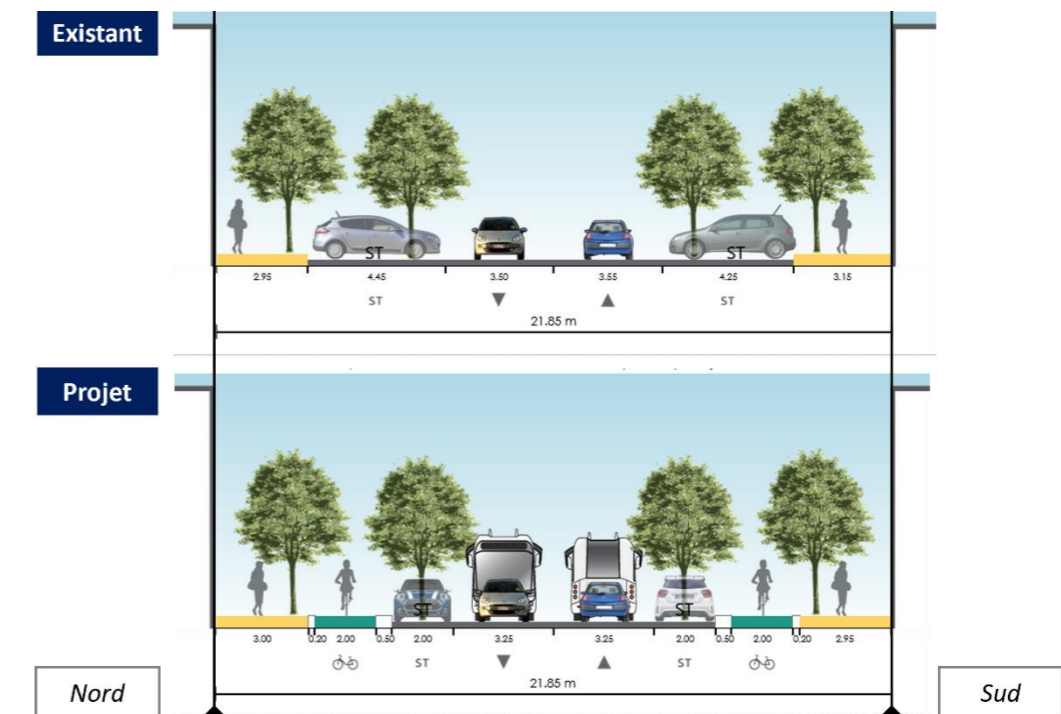 Existant
ST ST
2.95 4.45 3.50 3.55 4.25 3.15
ST ▼ ▲ ST
21.85 m
Projet
ST ST
3.00 0.20 2.00 0.50 2.00 3.25 3.25 2.00 0.50 2.00 0.20 2.95
ST ▼ ▲ ST
21.85 m
Nord
Sud